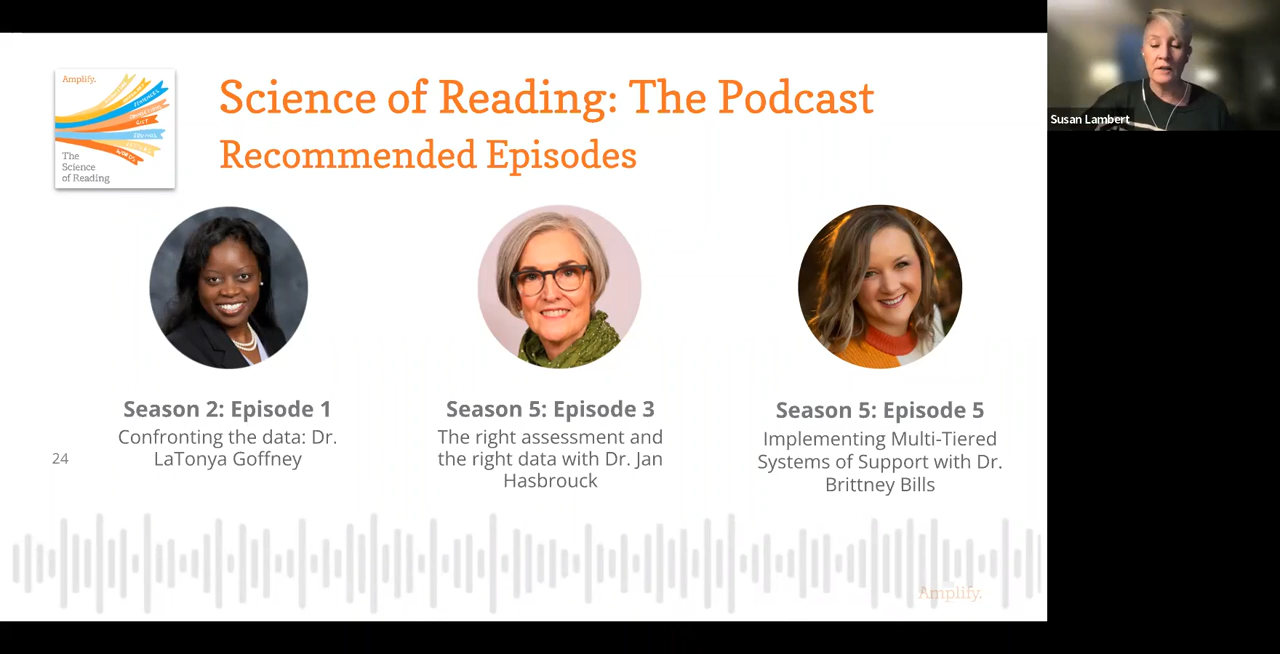 Amplify.
The
Science
of Reading
Science of Reading: The Podcast
Recommended Episodes
Susan Lambert
Season 2: Episode 1
Confronting the data: Dr.
LaTonya Goffney
Season 5: Episode 3
The right assessment and
the right data with Dr. Jan
Hasbrouck
Season 5: Episode 5
Implementing Multi-Tiered
Systems of Support with Dr.
Brittney Bills
24
Amplify.